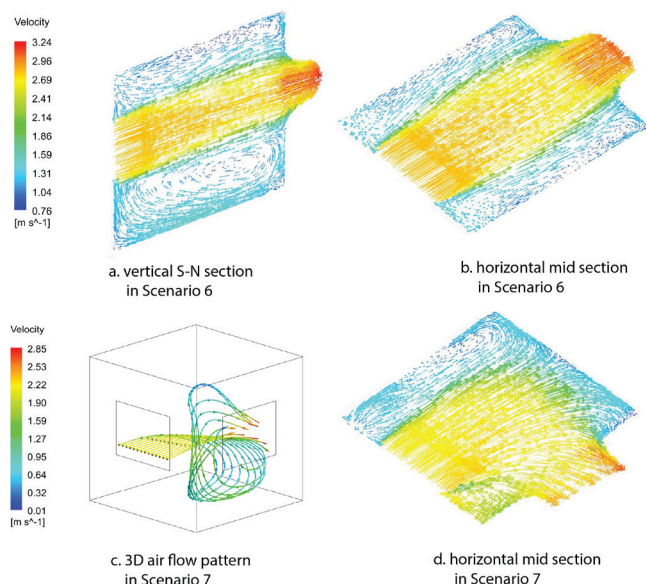 Velocity
3.24
2.96
2.69
2.41
2.14
1.86
1.59
1.31
1.04
0.76
[m s^-1]
a. vertical S-N section
in Scenario 6
b. horizontal mid section
in Scenario 6
Velocity
2.85
2.53
2.22
1.90
1.59
1.27
0.95
0.64
0.32
0.01
[m s^-1]
c. 3D air flow pattern
in Scenario 7
d. horizontal mid section
in Scenario 7